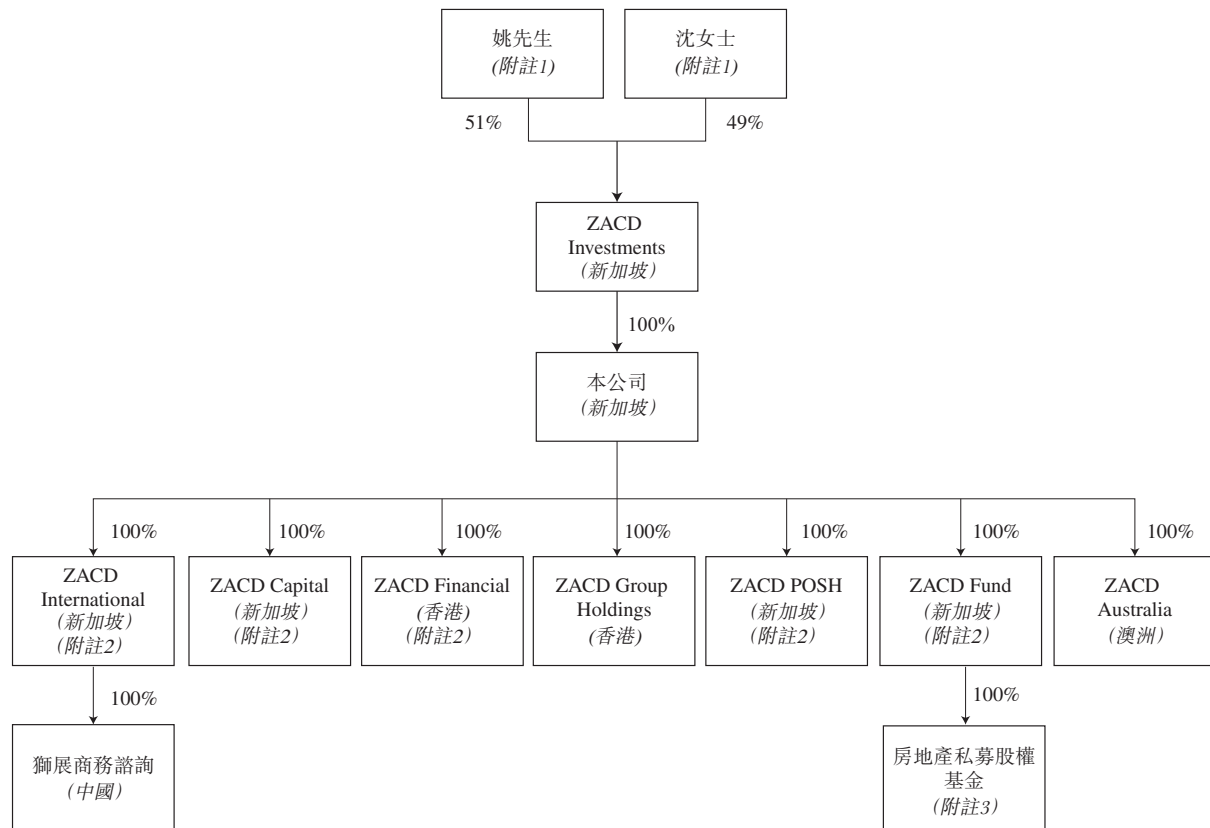 姚先生
(附註1)
沈女士
(附註1)
51%
49%
ZACD
Investments
（新加坡）
100%
本公司
（新加坡）
100%
100%
100%
100%
100%
100%
100%
ZACD
International
（新加坡）
（附註2）
ZACD Capital
（新加坡）
（附註2）
ZACD Financial
(香港)
（附註2）
ZACD Group
Holdings
(香港)
ZACD POSH
（新加坡）
（附註2）
ZACD Fund
（新加坡）
（附註2）
ZACD
Australia
（澳洲）
100%
100%
獅展商務諮詢
（中國）
房地產私募股權
基金
（附註3）